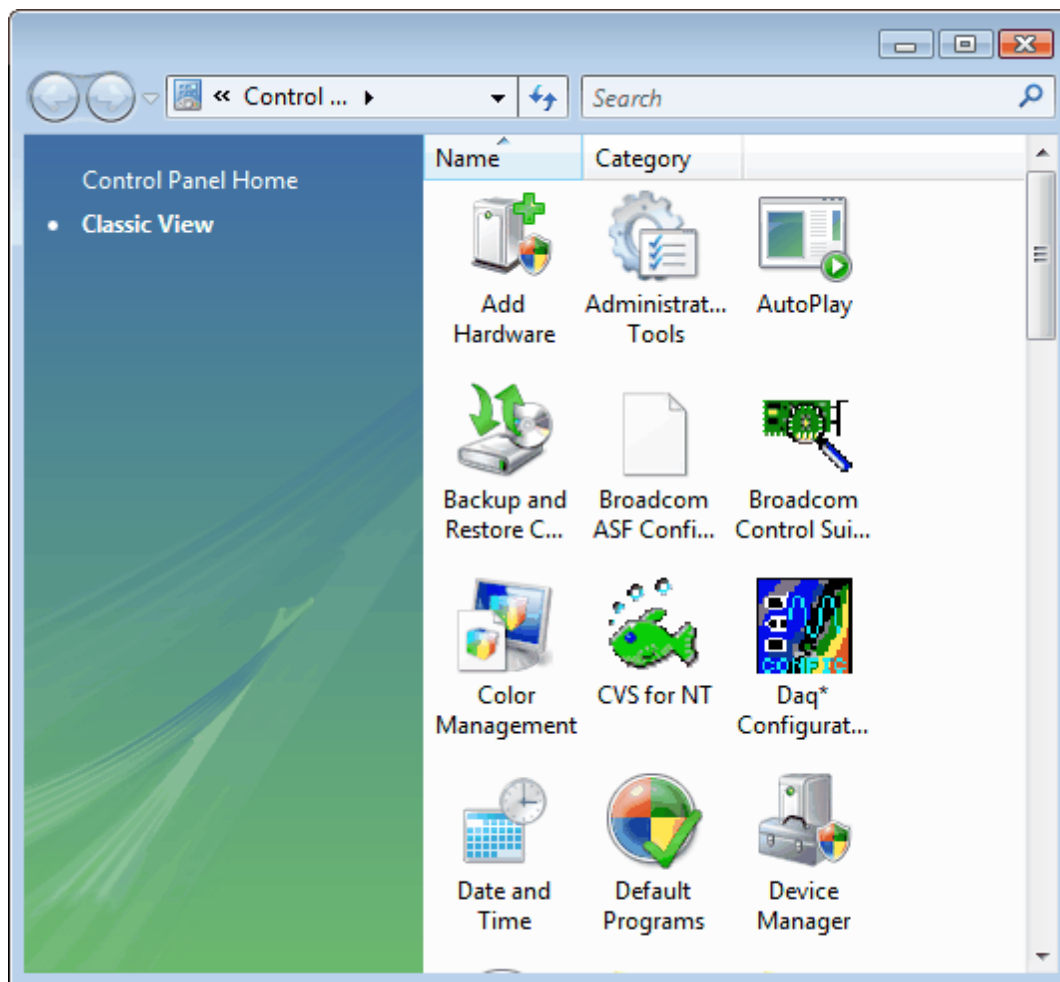 « Control ...
Search
Control Panel Home
• Classic View
Name Category
Add
Hardware
Administrat...
Tools
AutoPlay
Backup and
Restore C...
Broadcom
ASF Confi...
Broadcom
Control Sui...
Color
Management
CVS for NT
Daq*
Configurat...
CONFIG
Date and
Time
Default
Programs
Device
Manager